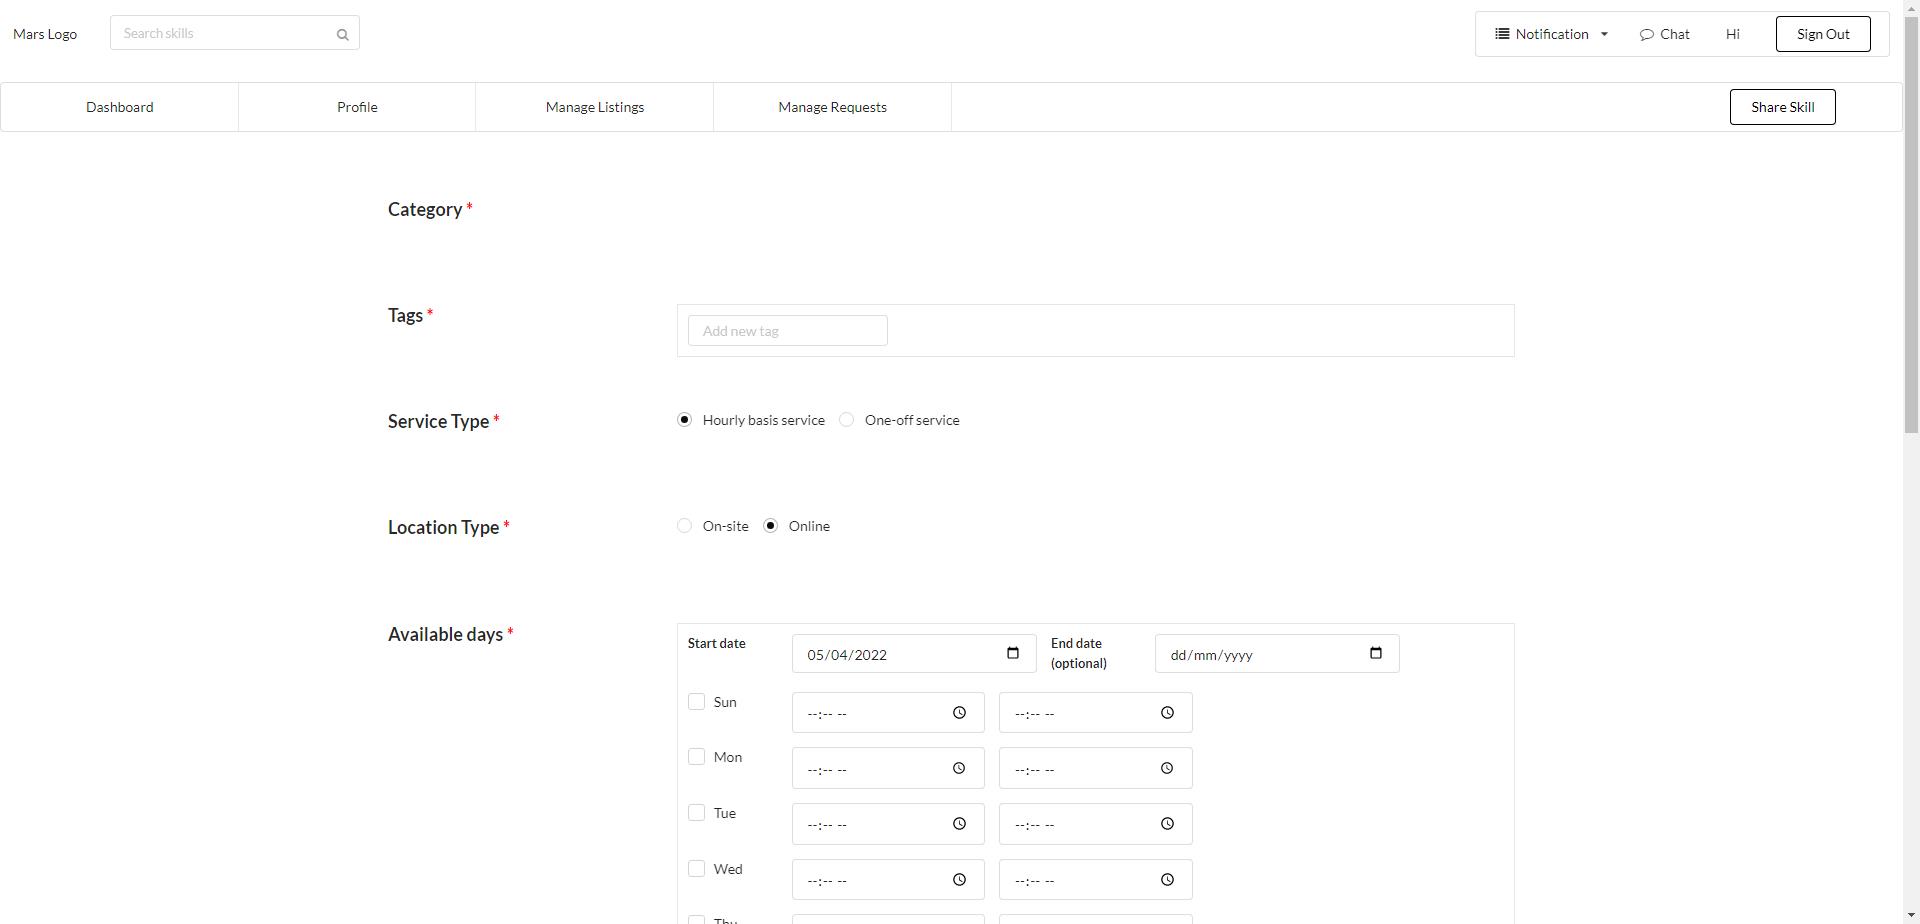 Mars Logo
Search skills
Notification
Chat
Hi
Sign Out
Dashboard
Profile
Manage Listings
Manage Requests
Share Skill
Category *
Tags *
Add new tag
Service Type *
Hourly basis service
One-off service
Location Type *
On-site
Online
Available days *
Start date
05/04/2022
End date
(optional)
dd/mm/yyyy
Sun
--:-- --
--:-- --
Mon
--:-- --
--:-- --
Tue
--:-- --
--:-- --
Wed
--:-- --
--:-- --
Thu